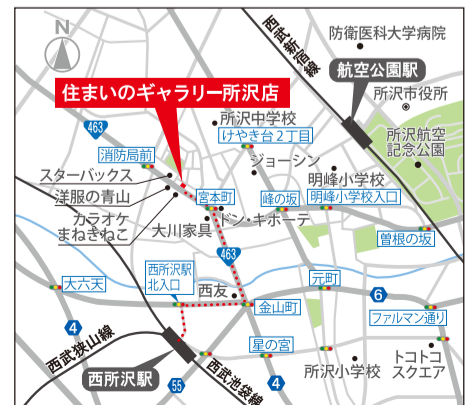 N
西武新宿線
防衛医科大学病院
航空公園駅
住まいのギャラリー所沢店
所沢市役所
463
所沢中学校
けやき台2丁目
所沢航空
記念公園
消防局前
ジョーシン
スターバックス
明峰小学校
洋服の青山
宮本町
峰の坂
明峰小学校入口
カラオケ
まねきねこ
ドン・キホーテ
大川家具
曽根の坂
463
西所沢駅
北入口
大六天
西友
元町
6
金山町
ファルマン通り
4
西武狭山線
星の宮
トコトコ
スクエア
西所沢駅
所沢小学校
55
西武池袋線
4